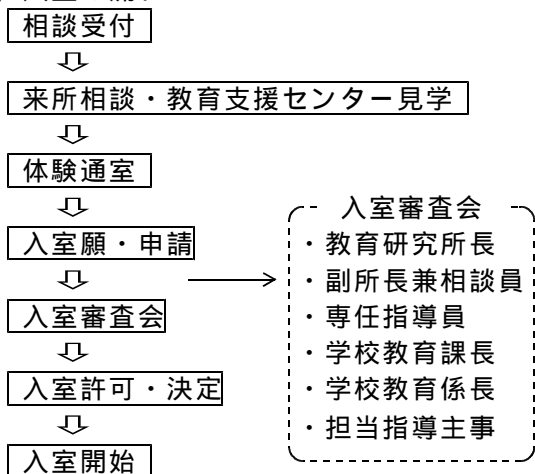 相談受付
来所相談・教育支援センター見学
体験通室
入室願・申請
入室審査会
入室許可・決定
入室開始
入室審査会
・教育研究所長
・副所長兼相談員
・専任指導員
・学校教育課長
・学校教育係長
・担当指導主事